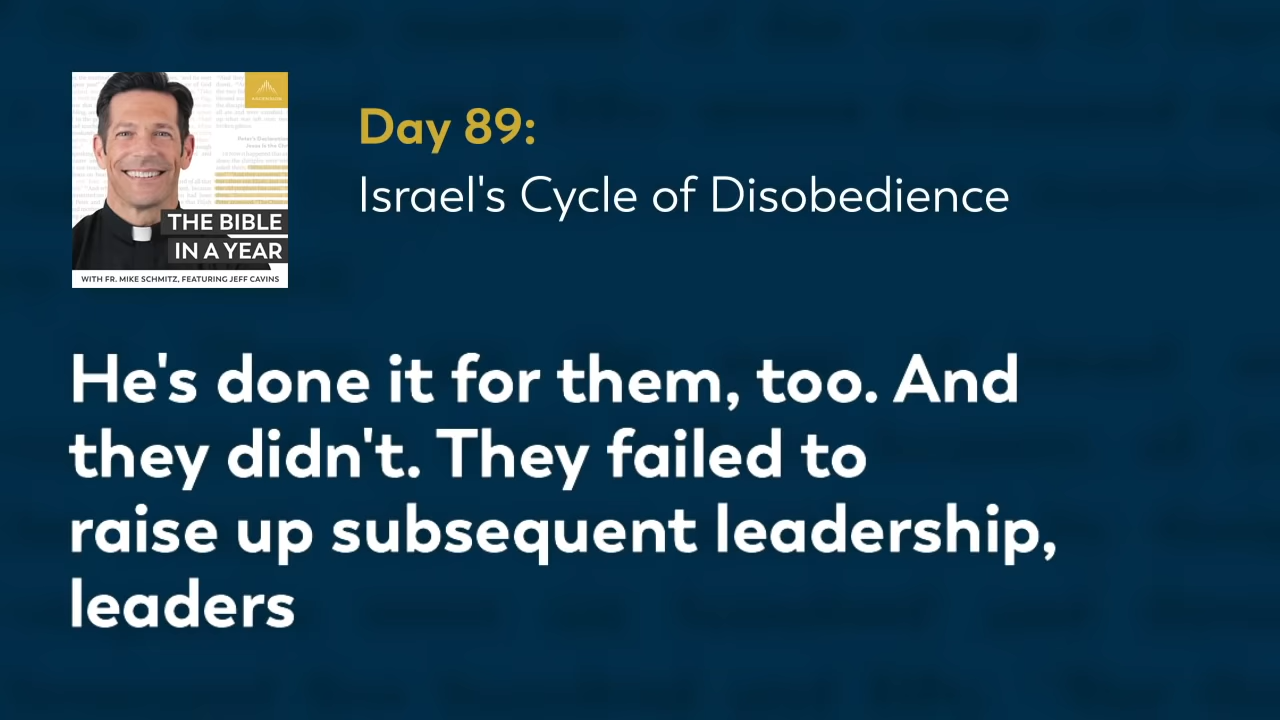 Day 89:
Israel's Cycle of Disobedience
THE BIBLE
IN A YEAR
WITH FR. MIKE SCHMITZ, FEATURING JEFF CAVINS
He's done it for them, too. And
they didn't. They failed to
raise up subsequent leadership,
leaders